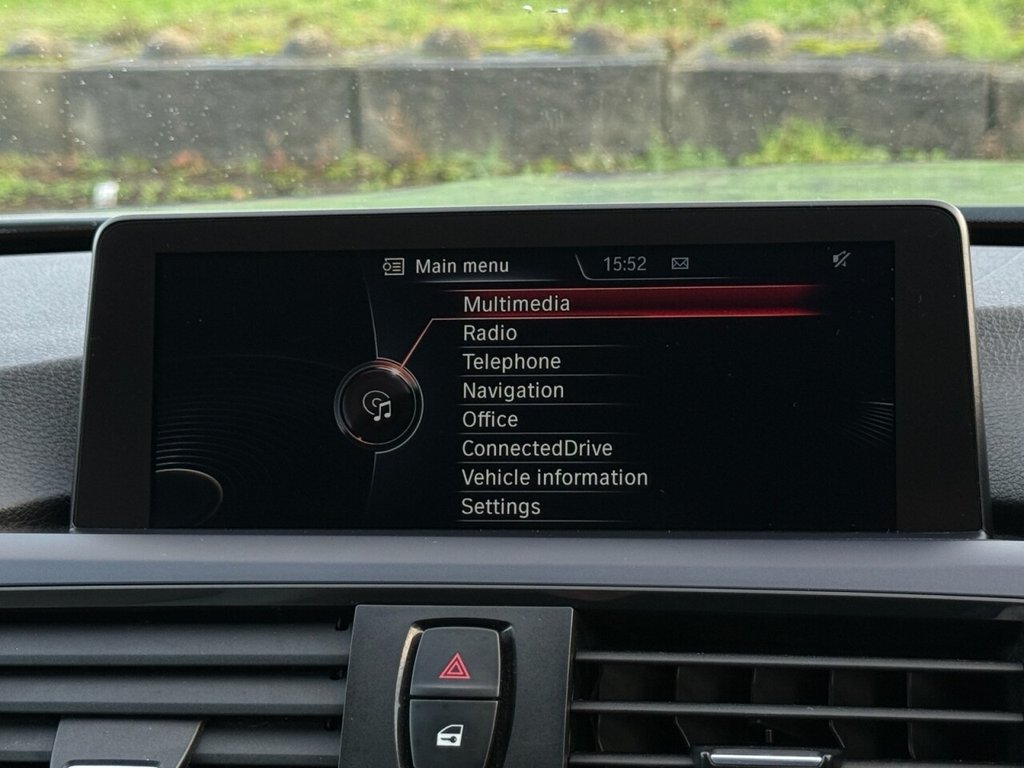 Main menu 15:52
Multimedia
Radio
Telephone
Navigation
Office
ConnectedDrive
Vehicle information
Settings